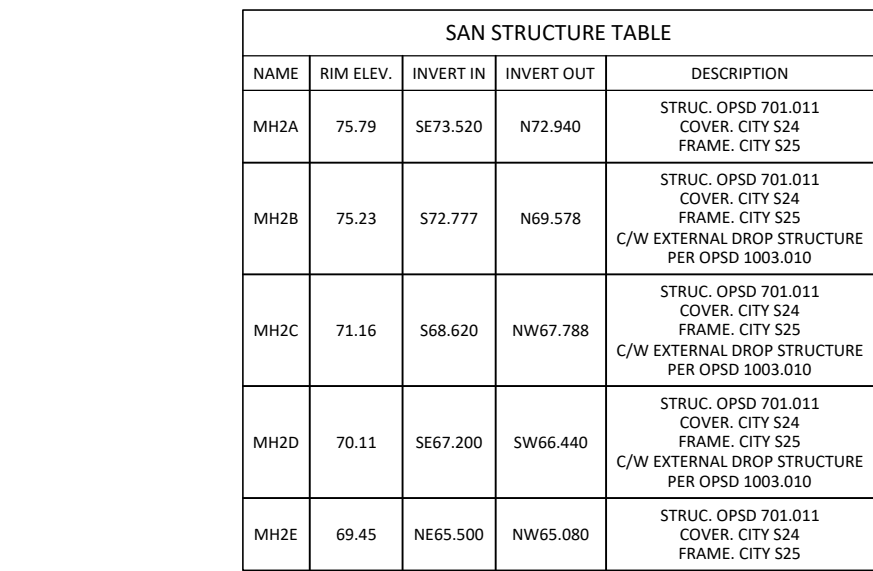 SAN STRUCTURE TABLE
NAME RIM ELEV. INVERT IN INVERT OUT DESCRIPTION
MH2A 75.79 SE73.520 N72.940 STRUC. OPSD 701.011
COVER. CITY S24
FRAME. CITY S25
MH2B 75.23 S72.777 N69.578 STRUC. OPSD 701.011
COVER. CITY S24
FRAME. CITY S25
C/W EXTERNAL DROP STRUCTURE
PER OPSD 1003.010
MH2C 71.16 S68.620 NW67.788 STRUC. OPSD 701.011
COVER. CITY S24
FRAME. CITY S25
C/W EXTERNAL DROP STRUCTURE
PER OPSD 1003.010
MH2D 70.11 SE67.200 SW66.440 STRUC. OPSD 701.011
COVER. CITY S24
FRAME. CITY S25
C/W EXTERNAL DROP STRUCTURE
PER OPSD 1003.010
MH2E 69.45 NE65.500 NW65.080 STRUC. OPSD 701.011
COVER. CITY S24
FRAME. CITY S25